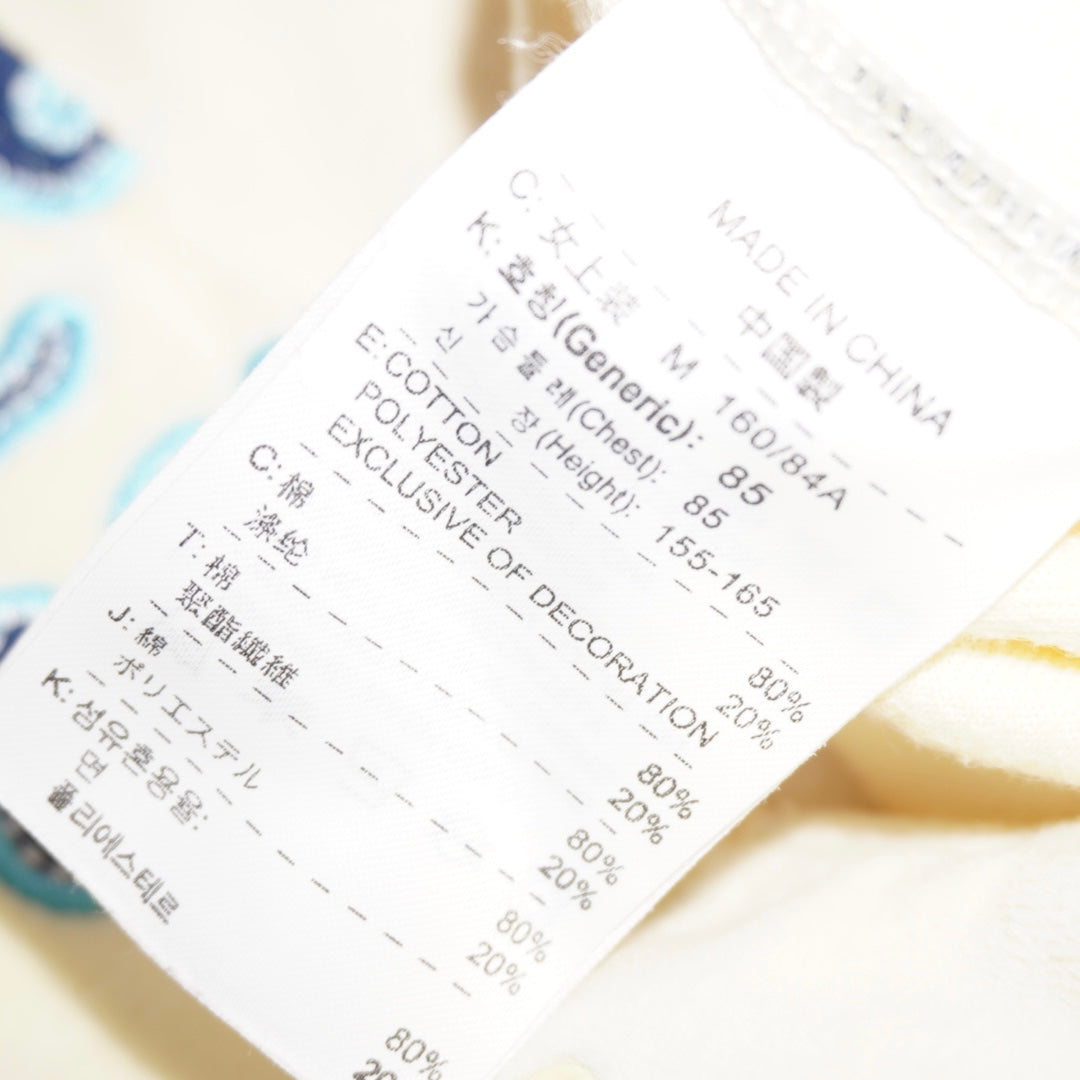 MADE IN CHINA
中國製
C: 女上装 M 160/84A
K: 호칭(Generic): 85
가슴둘레(Chest): 85
신 장(Height): 155-165
E: COTTON 80%
POLYESTER 20%
EXCLUSIVE OF DECORATION
C: 棉 80%
涤纶 20%
T: 棉 80%
聚酯纖維 20%
J: 綿 80%
ポリエステル 20%
K: 섬유혼용율:
면 80%
폴리에스테르